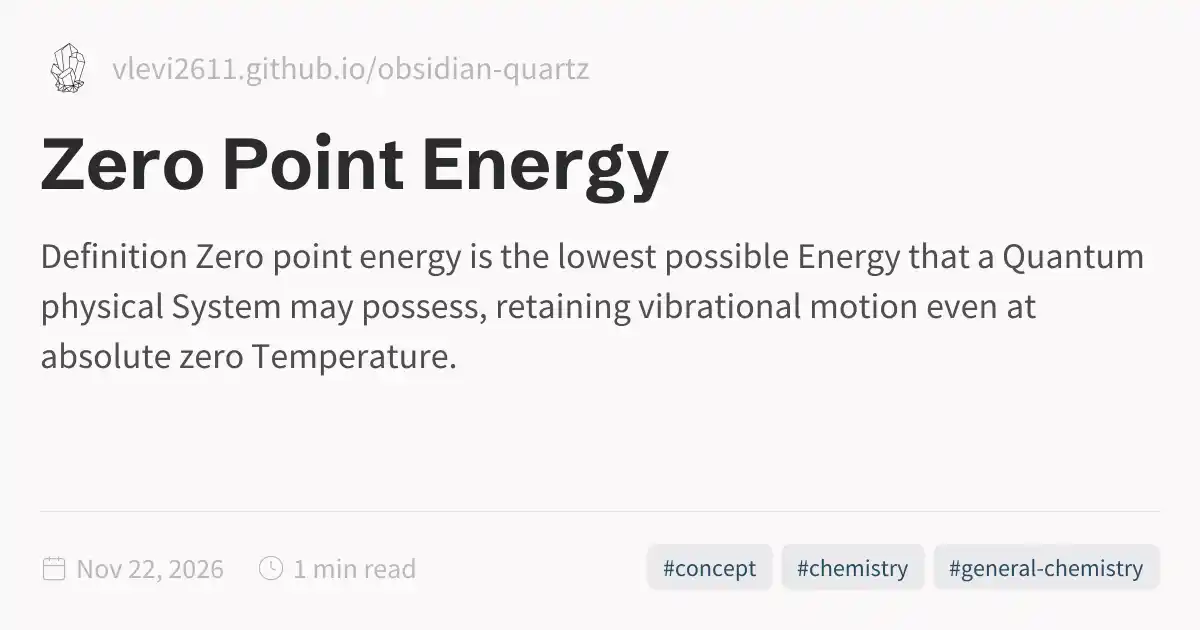 vlevi2611.github.io/obsidian-quartz
Zero Point Energy
Definition Zero point energy is the lowest possible Energy that a Quantum
physical System may possess, retaining vibrational motion even at
absolute zero Temperature.
Nov 22, 2026 1 min read #concept #chemistry #general-chemistry